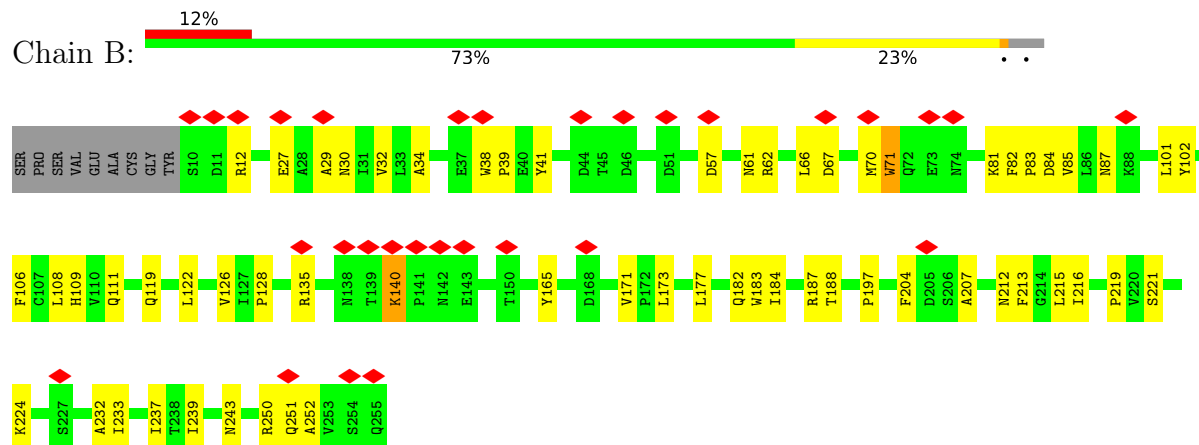 12%
Chain B:
73% 23% . .
SER PRO SER VAL GLU ALA CYS GLY TYR S10 D11 R12 E27 A28 A29 N30 I31 V32 L33 A34 E37 W38 P39 E40 Y41 D44 T45 D46 D51 D57 N61 R62 L66 D67 M70 W71 Q72 E73 N74 K81 F82 P83 D84 V85 L86 N87 K88 L101 Y102
F106 C107 L108 H109 V110 Q111 Q119 L122 V126 I127 P128 R135 N138 T139 K140 P141 N142 E143 T150 Y165 D168 V171 P172 L173 L177 Q182 W183 I184 R187 T188 P197 F204 D205 S206 A207 N212 F213 G214 L215 I216 P219 V220 S221
K224 S227 A232 I233 I237 T238 I239 N243 R250 Q251 A252 V253 S254 Q255